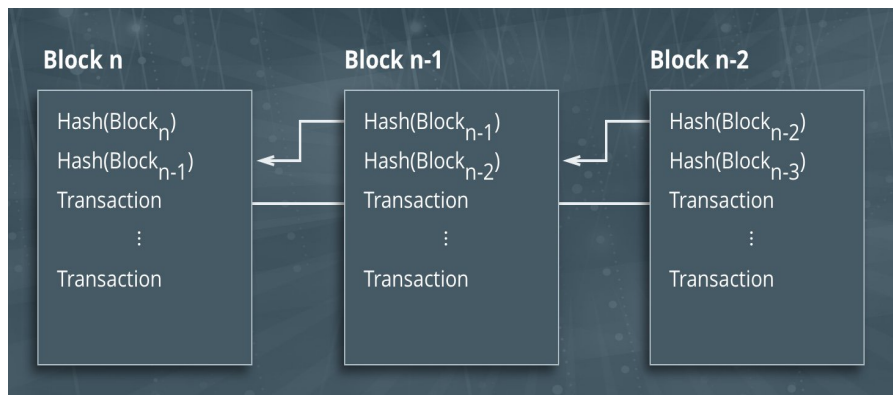 Block n
Hash(Block_n)
Hash(Block_n-1)
Transaction
⋮
Transaction
Block n-1
Hash(Block_n-1)
Hash(Block_n-2)
Transaction
⋮
Transaction
Block n-2
Hash(Block_n-2)
Hash(Block_n-3)
Transaction
⋮
Transaction